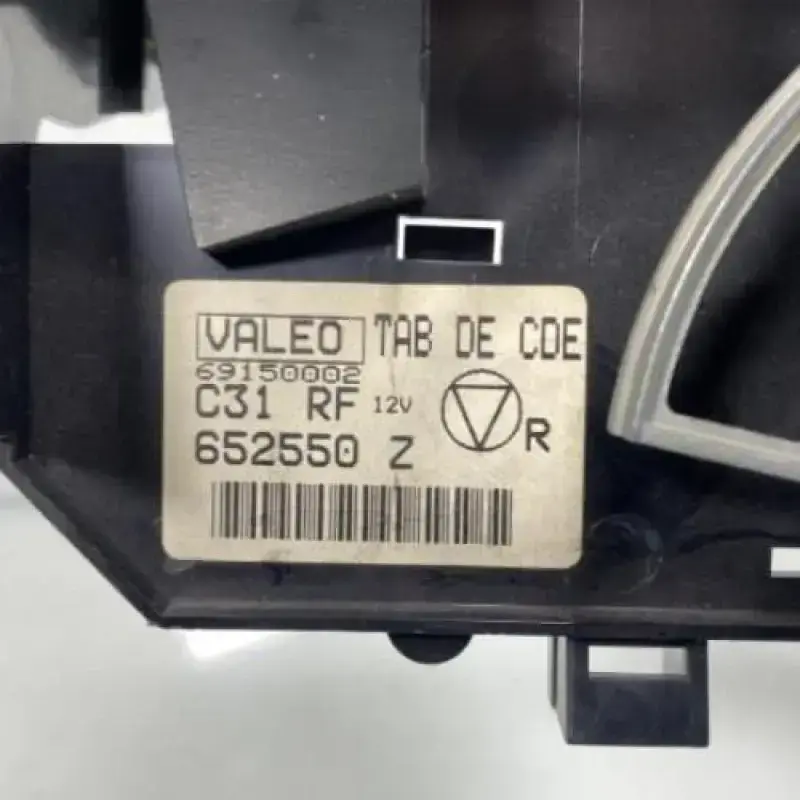 VALEO TAB DE CDE
69150002
C31 RF 12V
R
652550 Z